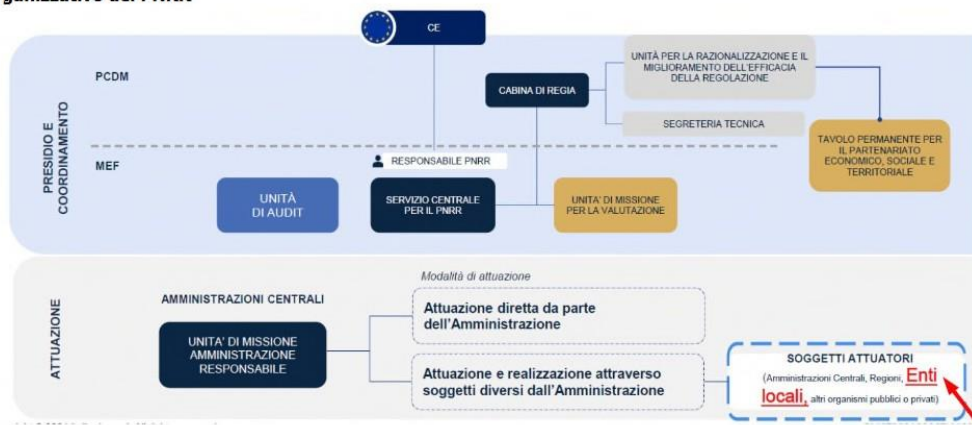 CE
PCDM
UNITÀ PER LA RAZIONALIZZAZIONE E IL
MIGLIORAMENTO DELL'EFFICACIA
DELLA REGOLAZIONE
CABINA DI REGIA
SEGRETERIA TECNICA
PRESIDIO E
COORDINAMENTO
TAVOLO PERMANENTE PER
IL PARTENARIATO
ECONOMICO, SOCIALE E
TERRITORIALE
MEF
RESPONSABILE PNRR
UNITÀ
DI AUDIT
SERVIZIO CENTRALE
PER IL PNRR
UNITA' DI MISSIONE
PER LA VALUTAZIONE
ATTUAZIONE
Modalità di attuazione
AMMINISTRAZIONI CENTRALI
Attuazione diretta da parte
dell'Amministrazione
UNITA' DI MISSIONE
AMMINISTRAZIONE
RESPONSABILE
Attuazione e realizzazione attraverso
soggetti diversi dall'Amministrazione
SOGGETTI ATTUATORI
(Amministrazioni Centrali, Regioni, Enti
locali, altri organismi pubblici o privati)